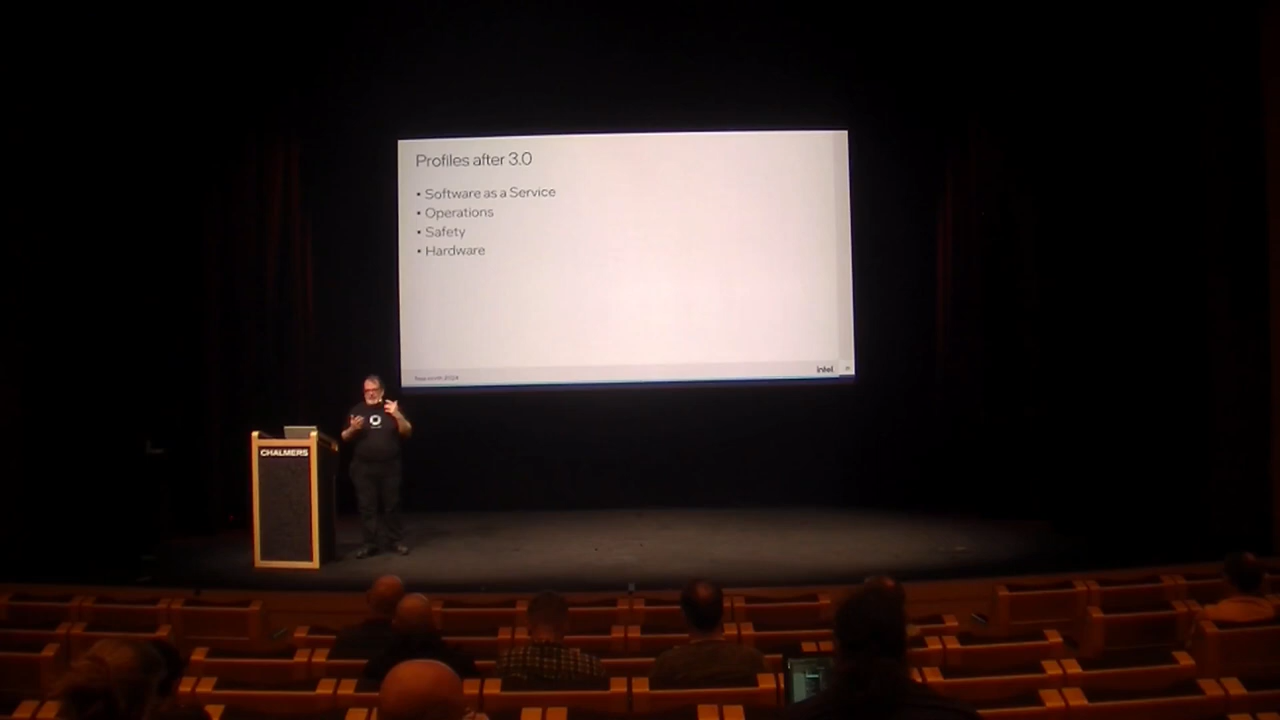 Profiles after 3.0
• Software as a Service
• Operations
• Safety
• Hardware
intel.
CHALMERS